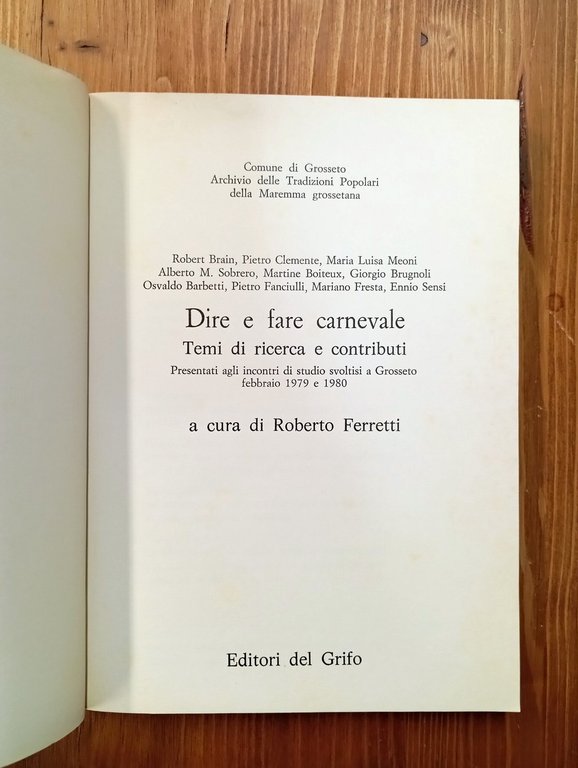 Comune di Grosseto
Archivio delle Tradizioni Popolari
della Maremma grossetana
Robert Brain, Pietro Clemente, Maria Luisa Meoni
Alberto M. Sobrero, Martine Boiteux, Giorgio Brugnoli
Osvaldo Barbetti, Pietro Fanciulli, Mariano Fresta, Ennio Sensi
Dire e fare carnevale
Temi di ricerca e contributi
Presentati agli incontri di studio svoltisi a Grosseto
febbraio 1979 e 1980
a cura di Roberto Ferretti
Editori del Grifo